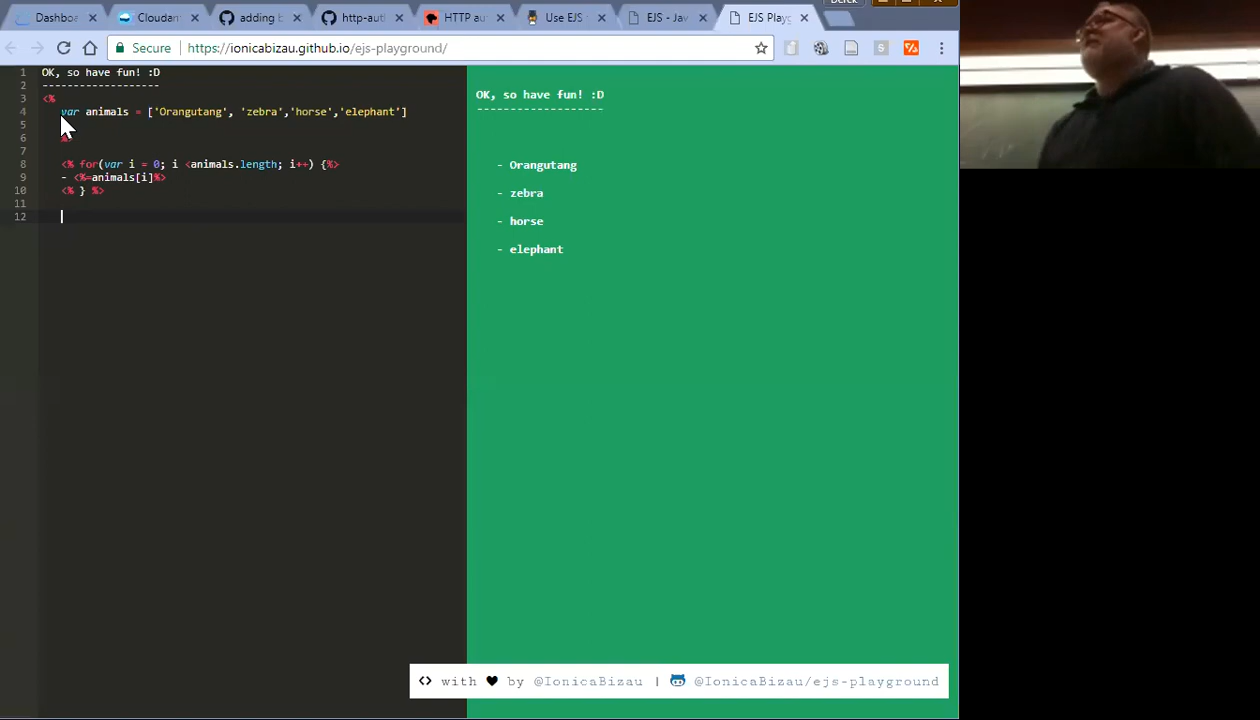 Dashboa
Cloudan
adding b
http-aut
HTTP au
Use EJS
EJS - Jav
EJS Play
Secure
https://ionicabizau.github.io/ejs-playground/
1 OK, so have fun! :D
2 -------------------
3 <%
4 var animals = ['Orangutang', 'zebra','horse','elephant']
5
6 %>
7
8 <% for(var i = 0; i <animals.length; i++) {%>
9 - <%=animals[i]%>
10 <% } %>
11
12
OK, so have fun! :D
-------------------
- Orangutang
- zebra
- horse
- elephant
<> with ♥ by @IonicaBizau | @IonicaBizau/ejs-playground